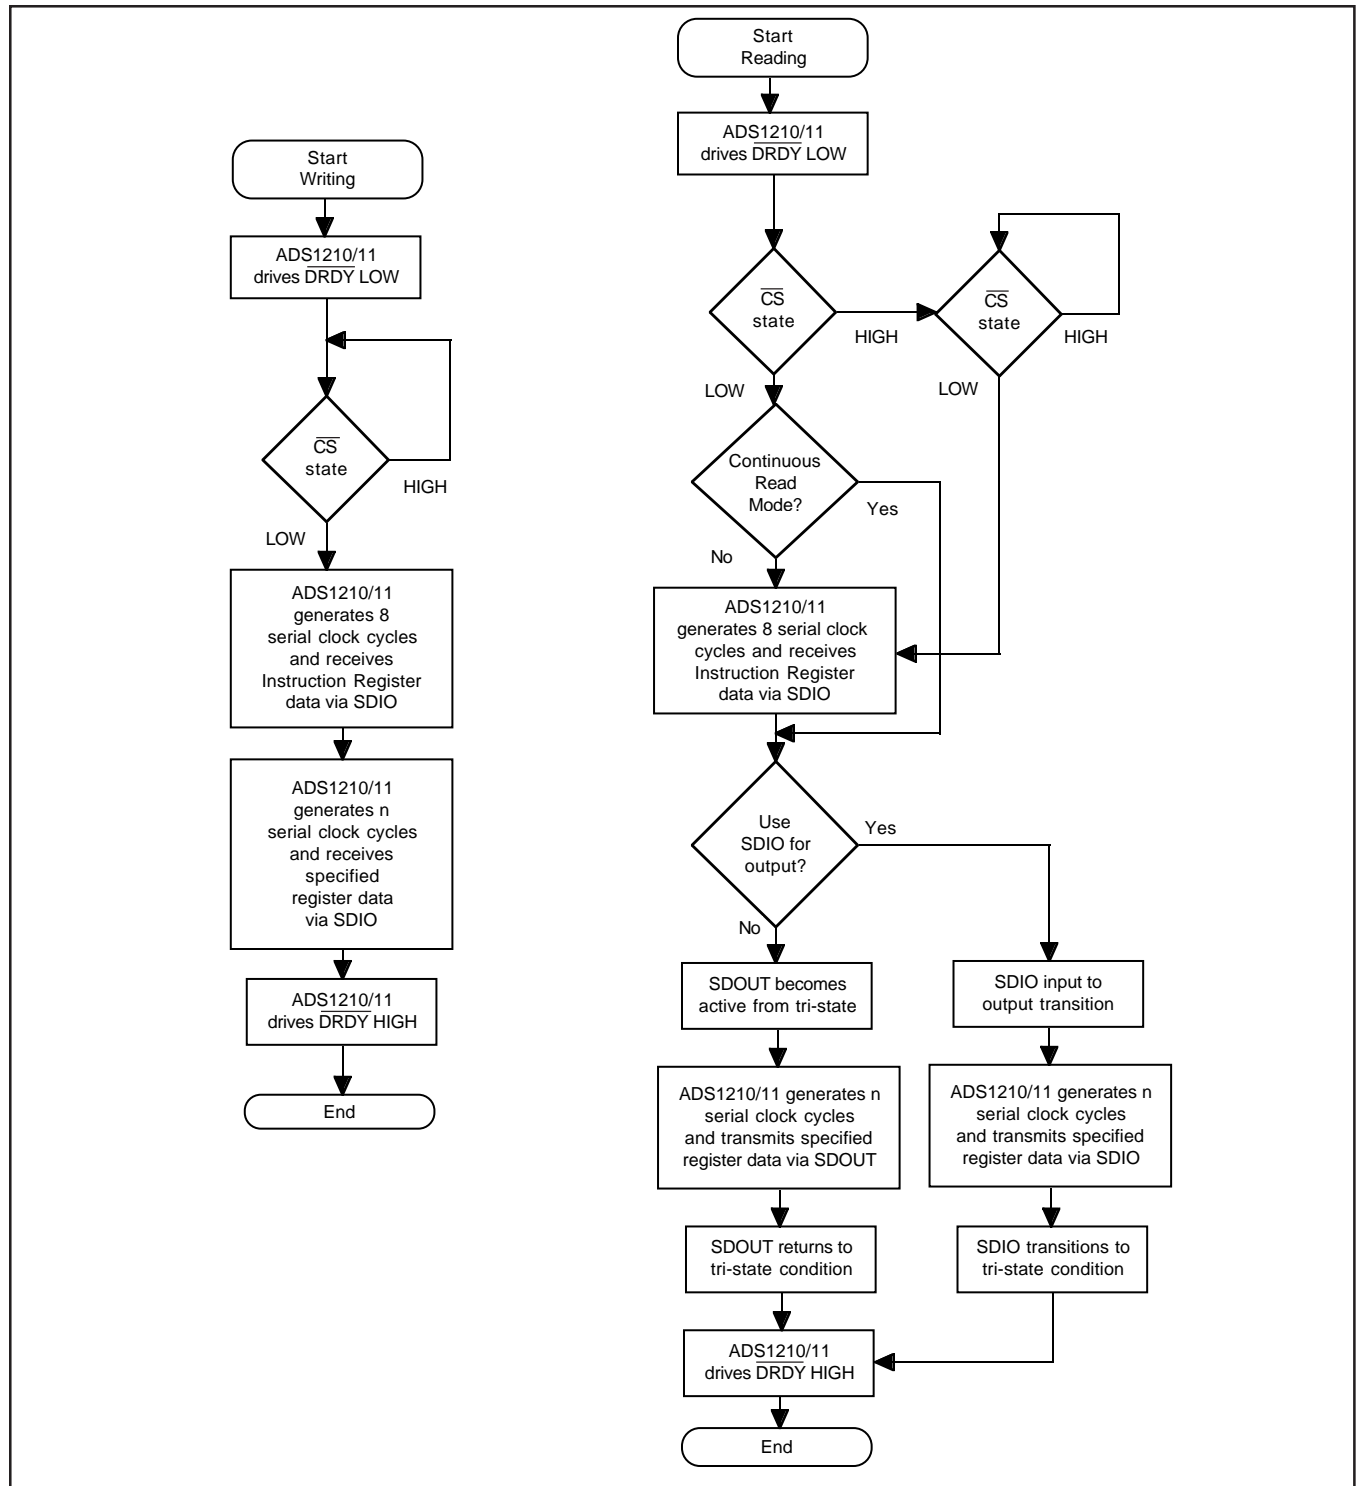 Start
Writing
ADS1210/11
drives DRDY LOW
CS
state
HIGH
LOW
ADS1210/11
generates 8
serial clock cycles
and receives
Instruction Register
data via SDIO
ADS1210/11
generates n
serial clock cycles
and receives
specified
register data
via SDIO
ADS1210/11
drives DRDY HIGH
End
Start
Reading
ADS1210/11
drives DRDY LOW
CS
state
HIGH
CS
state
HIGH
LOW
LOW
Continuous
Read
Mode?
Yes
No
ADS1210/11
generates 8 serial clock
cycles and receives
Instruction Register
data via SDIO
Use
SDIO for
output?
Yes
No
SDOUT becomes
active from tri-state
ADS1210/11 generates n
serial clock cycles
and transmits specified
register data via SDOUT
SDOUT returns to
tri-state condition
SDIO input to
output transition
ADS1210/11 generates n
serial clock cycles
and transmits specified
register data via SDIO
SDIO transitions to
tri-state condition
ADS1210/11
drives DRDY HIGH
End